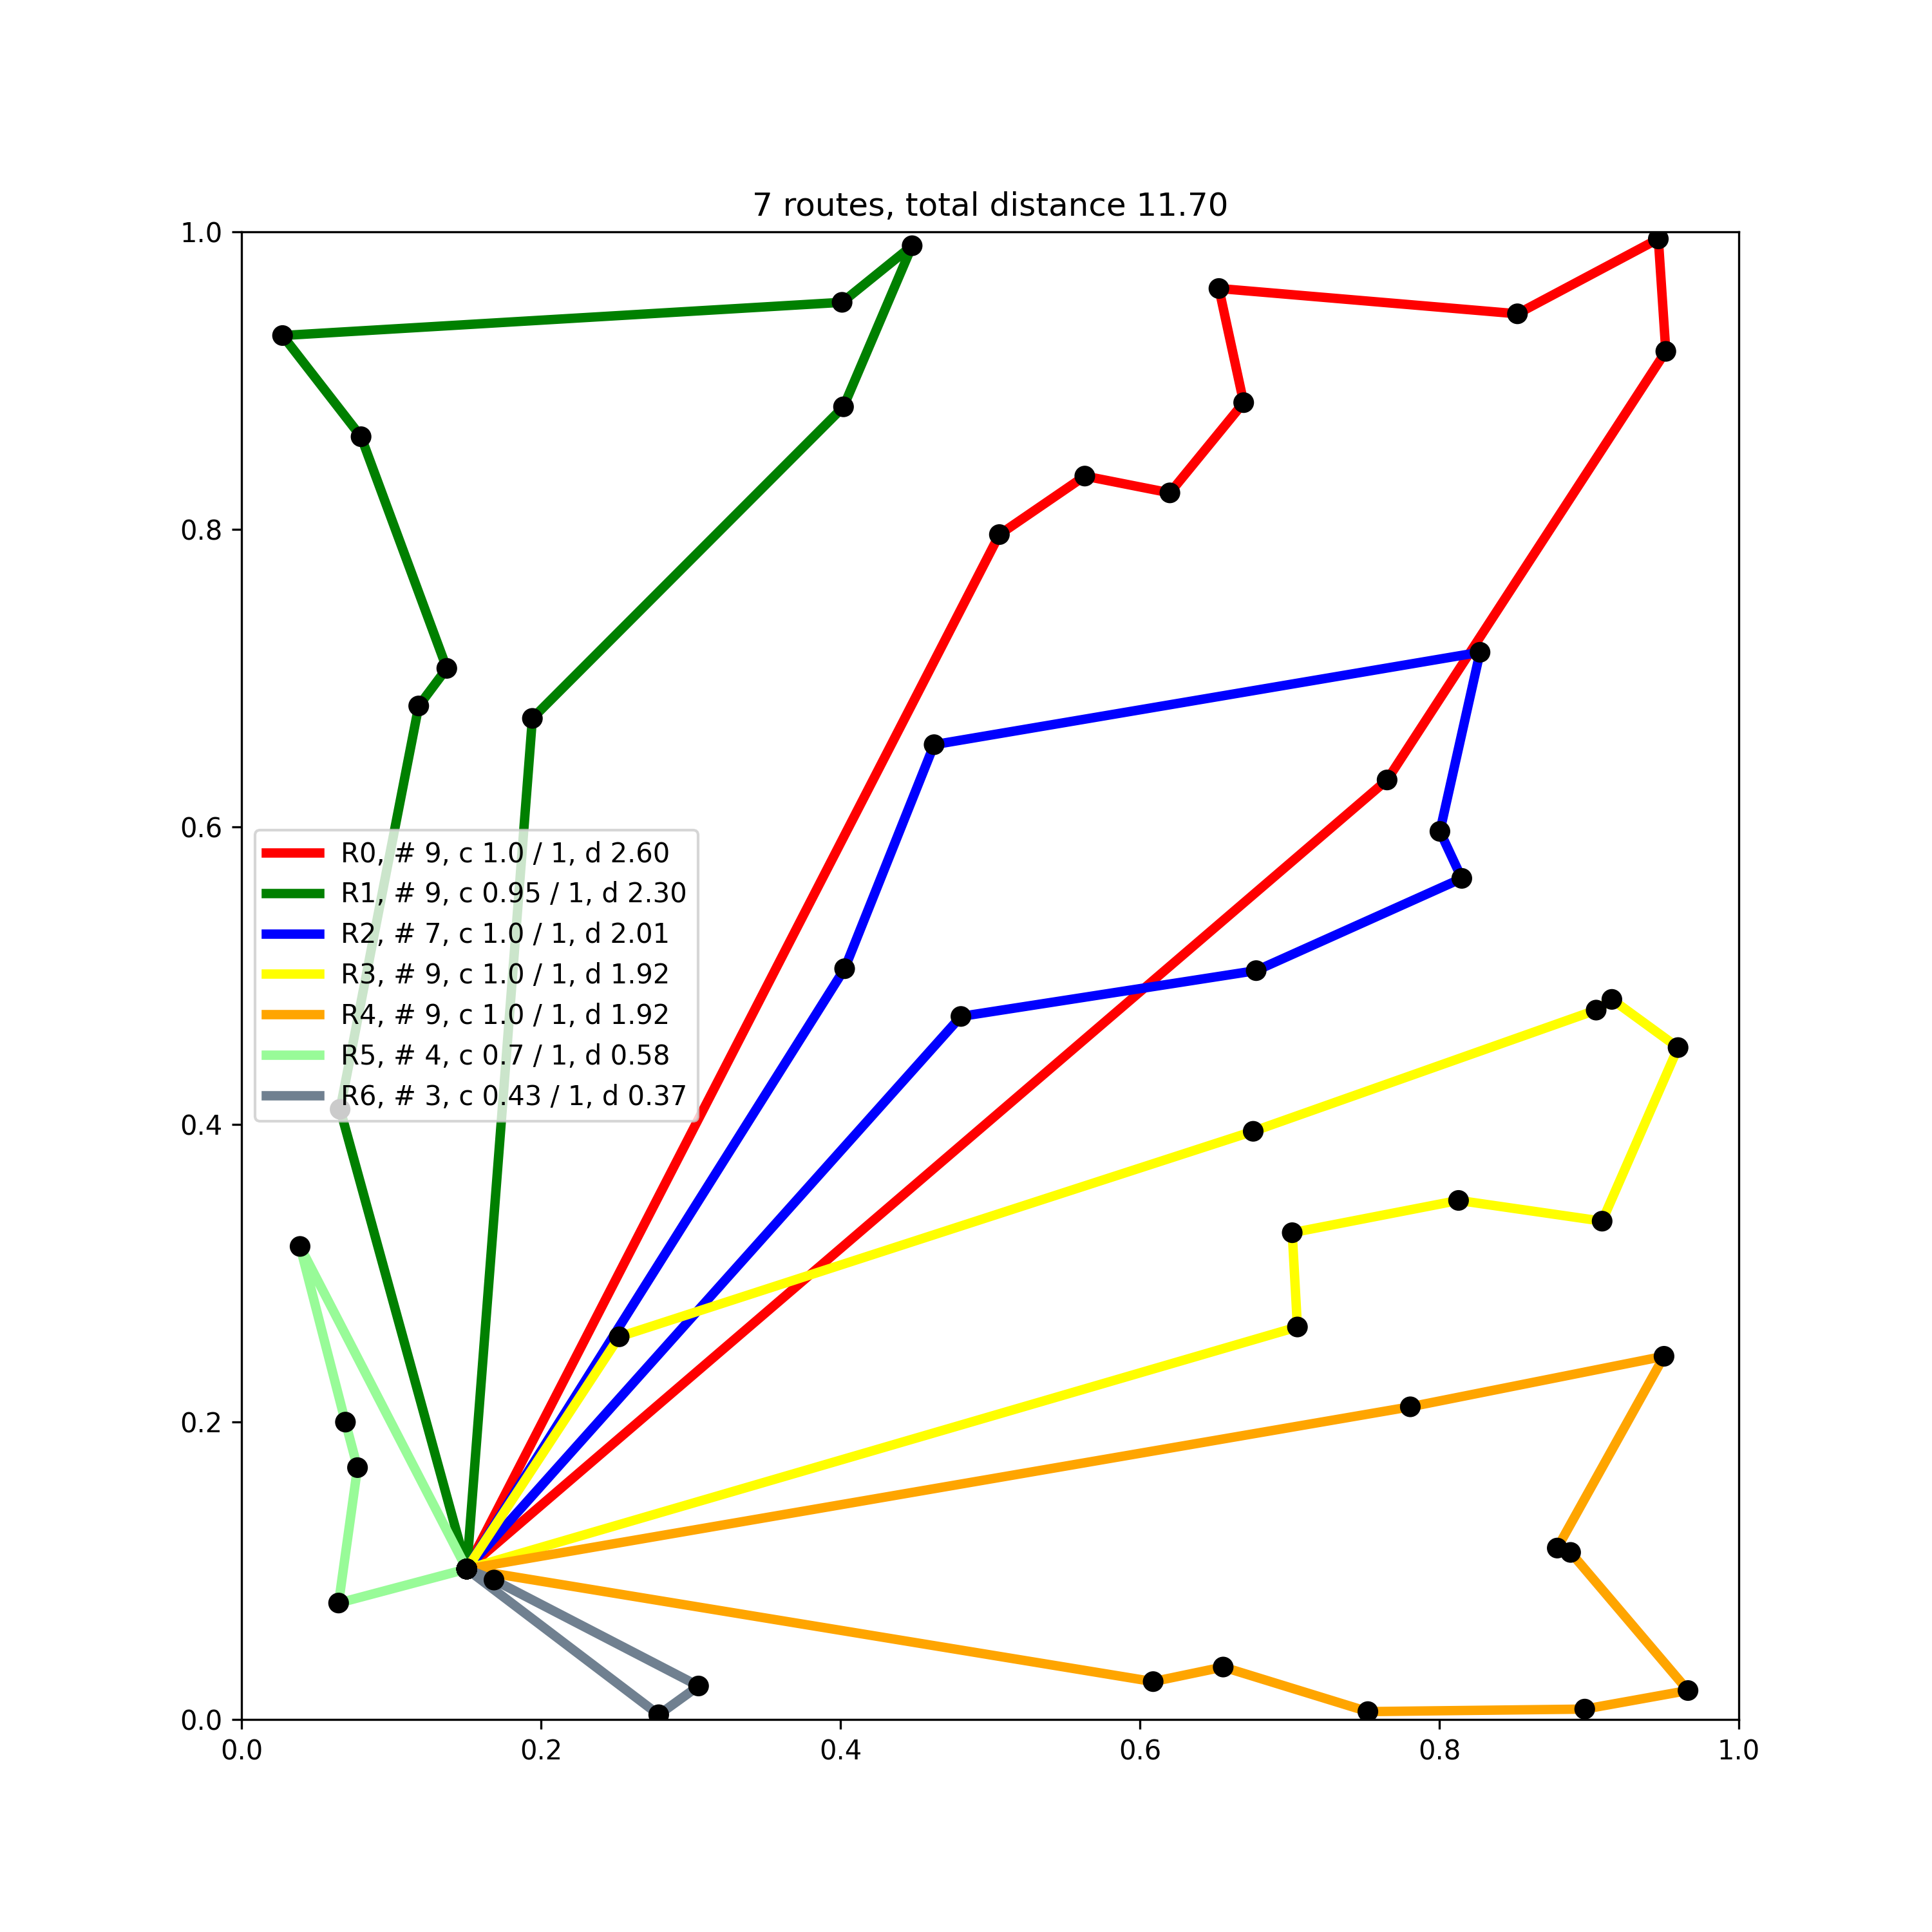 7 routes, total distance 11.70
1.0
0.8
0.6
0.4
0.2
0.0
R0, # 9, c 1.0 / 1, d 2.60
R1, # 9, c 0.95 / 1, d 2.30
R2, # 7, c 1.0 / 1, d 2.01
R3, # 9, c 1.0 / 1, d 1.92
R4, # 9, c 1.0 / 1, d 1.92
R5, # 4, c 0.7 / 1, d 0.58
R6, # 3, c 0.43 / 1, d 0.37
0.0 0.2 0.4 0.6 0.8 1.0